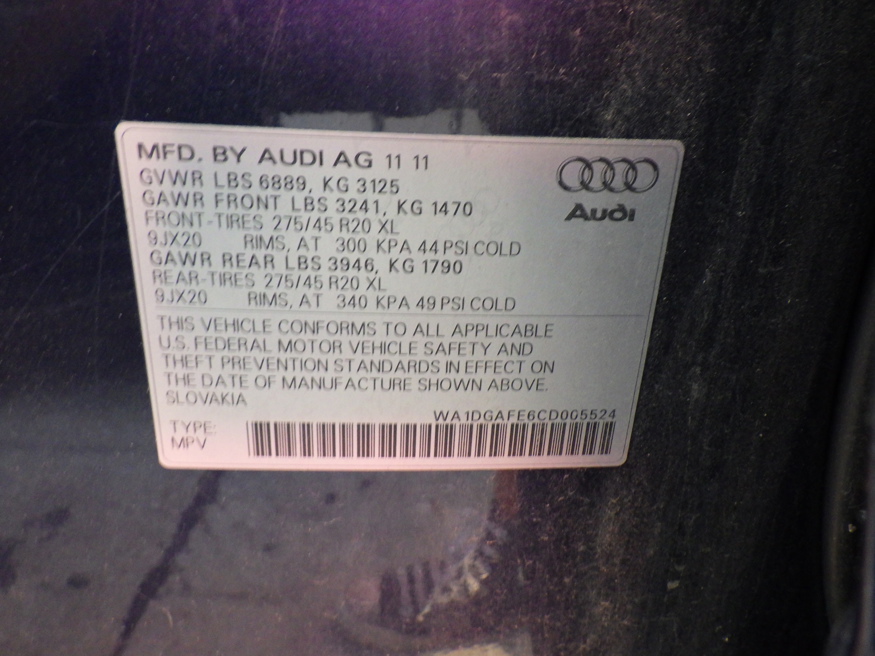 MFD. BY AUDI AG 11 11
GVWR LBS 6889, KG 3125
GAWR FRONT LBS 3241, KG 1470
FRONT-TIRES 275/45 R20 XL
9JX20 RIMS, AT 300 KPA 44 PSI COLD
GAWR REAR LBS 3946, KG 1790
REAR-TIRES 275/45 R20 XL
9JX20 RIMS, AT 340 KPA 49 PSI COLD
Audi
THIS VEHICLE CONFORMS TO ALL APPLICABLE
U.S. FEDERAL MOTOR VEHICLE SAFETY AND
THEFT PREVENTION STANDARDS IN EFFECT ON
THE DATE OF MANUFACTURE SHOWN ABOVE.
SLOVAKIA
WA1DGAFE6CD005524
TYPE:
MPV